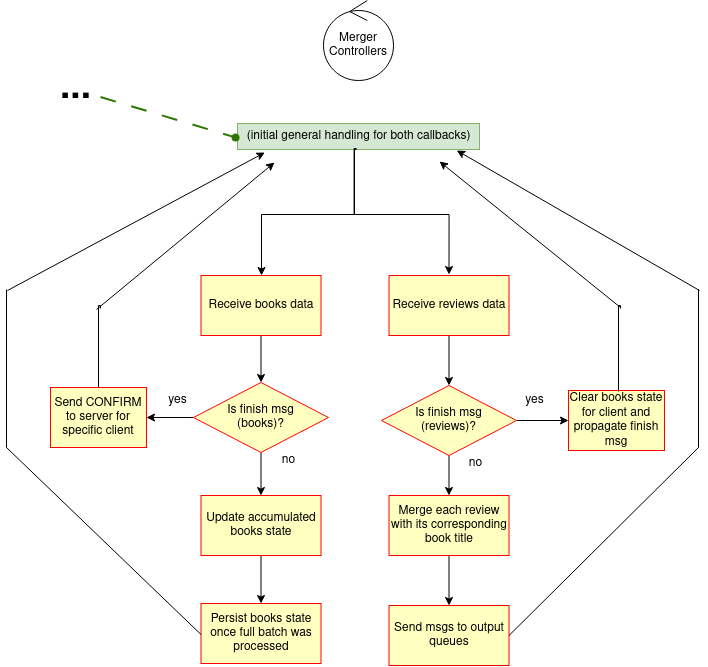 Merger
Controllers
...
(initial general handling for both callbacks)
Receive books data
Receive reviews data
Send CONFIRM
to server for
specific client
yes
Is finish msg
(books)?
Is finish msg
(reviews)?
yes
Clear books state
for client and
propagate finish
msg
no
no
Update accumulated
books state
Merge each review
with its corresponding
book title
Persist books state
once full batch was
processed
Send msgs to output
queues